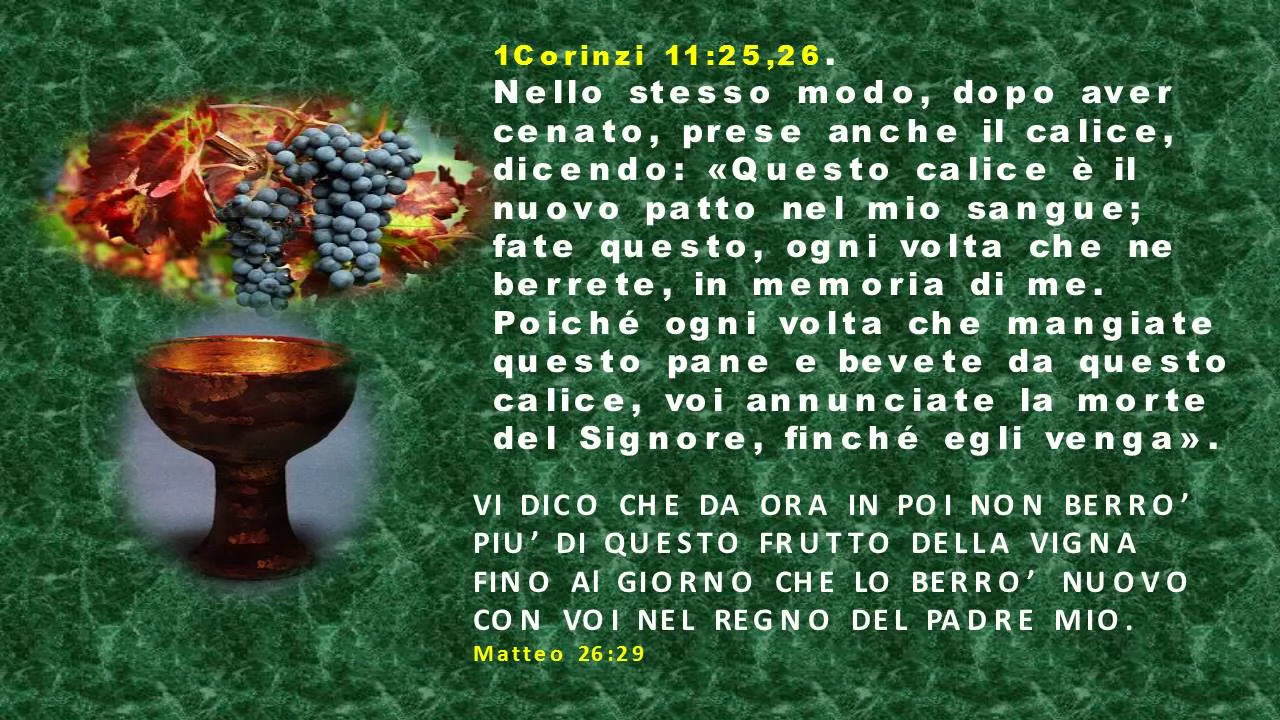 1Corinzi 11:25,26.
Nello stesso modo, dopo aver
cenato, prese anche il calice,
dicendo: «Questo calice è il
nuovo patto nel mio sangue;
fate questo, ogni volta che ne
berrete, in memoria di me.
Poiché ogni volta che mangiate
questo pane e bevete da questo
calice, voi annunciate la morte
del Signore, finché egli venga».
VI DICO CHE DA ORA IN POI NON BERRO’
PIU’ DI QUESTO FRUTTO DELLA VIGNA
FINO Al GIORNO CHE LO BERRO’ NUOVO
CON VOI NEL REGNO DEL PADRE MIO.
Matteo 26:29